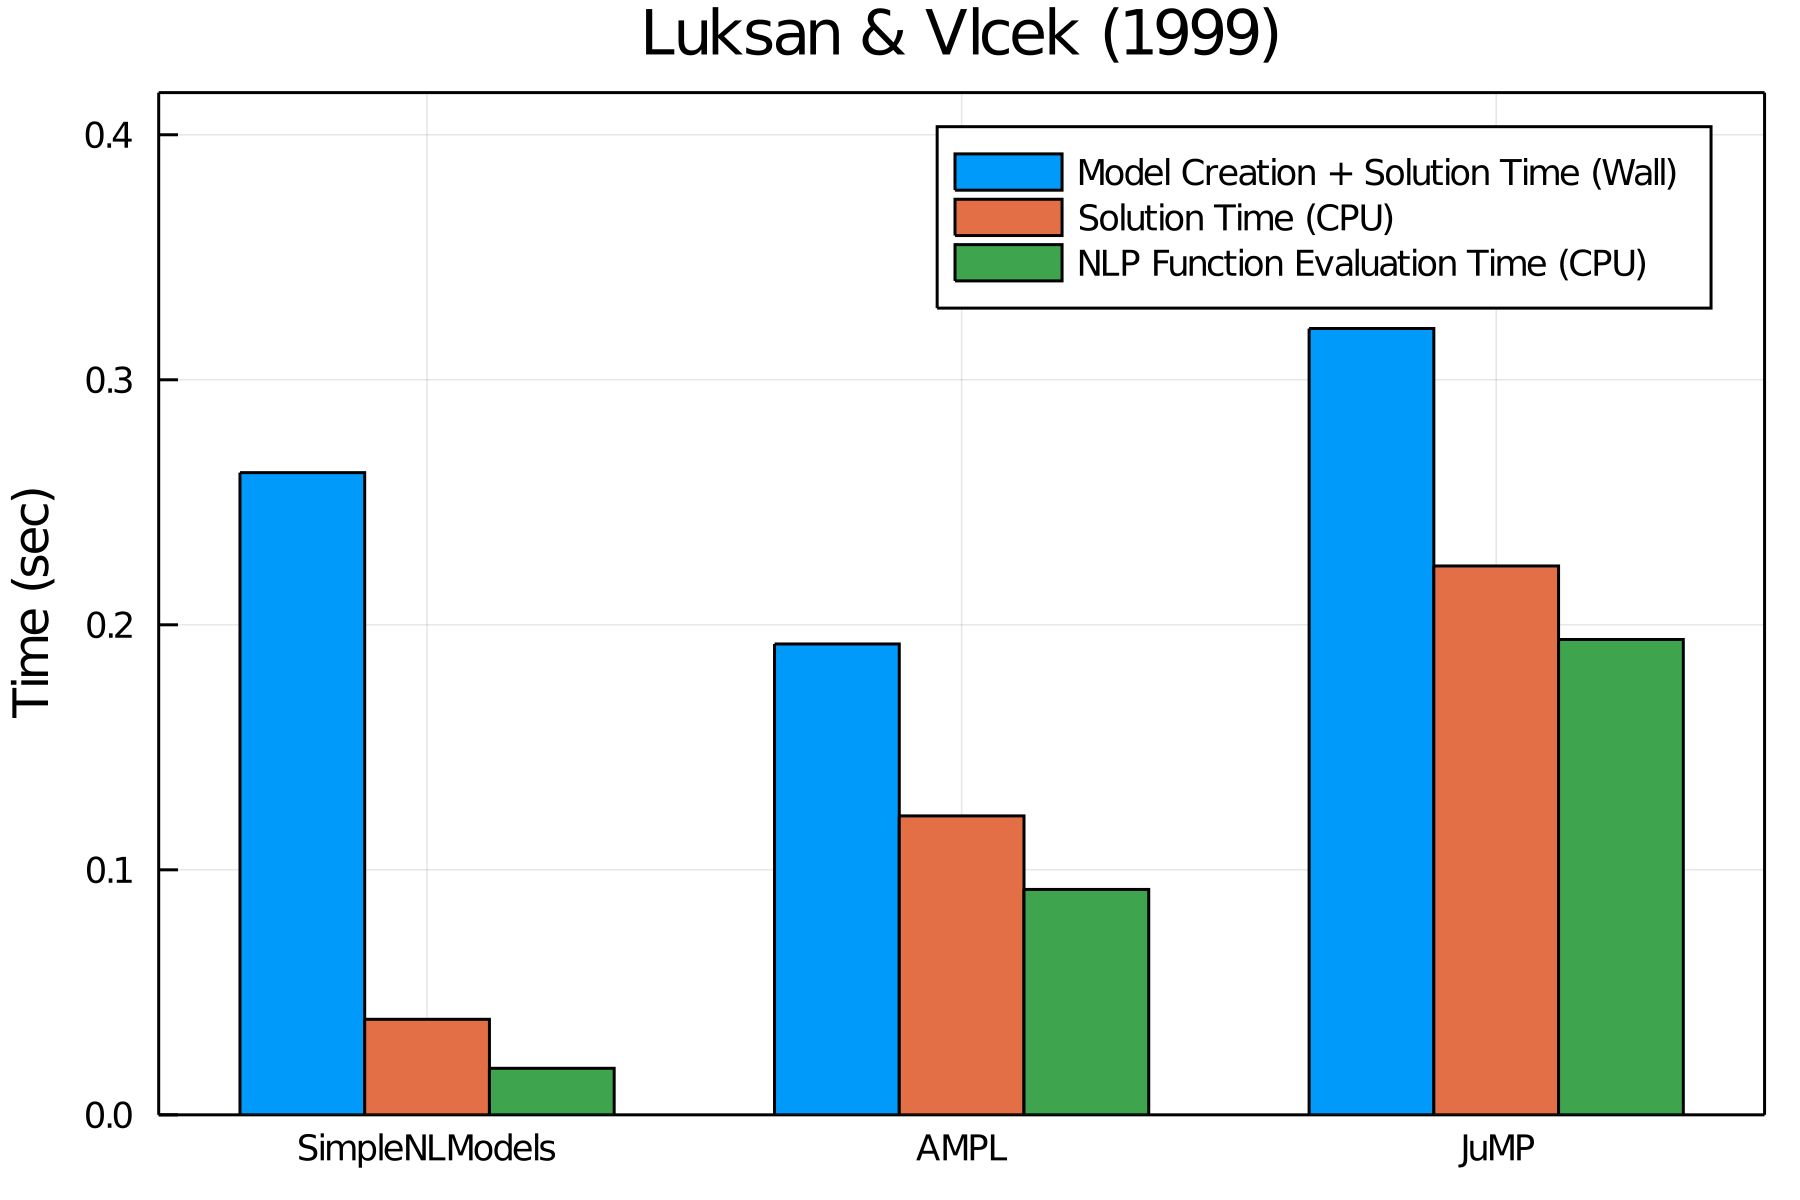 Luksan & Vlcek (1999)
Model Creation + Solution Time (Wall)
Solution Time (CPU)
NLP Function Evaluation Time (CPU)
Time (sec)
0.4
0.3
0.2
0.1
0.0
SimpleNLModels
AMPL
JuMP